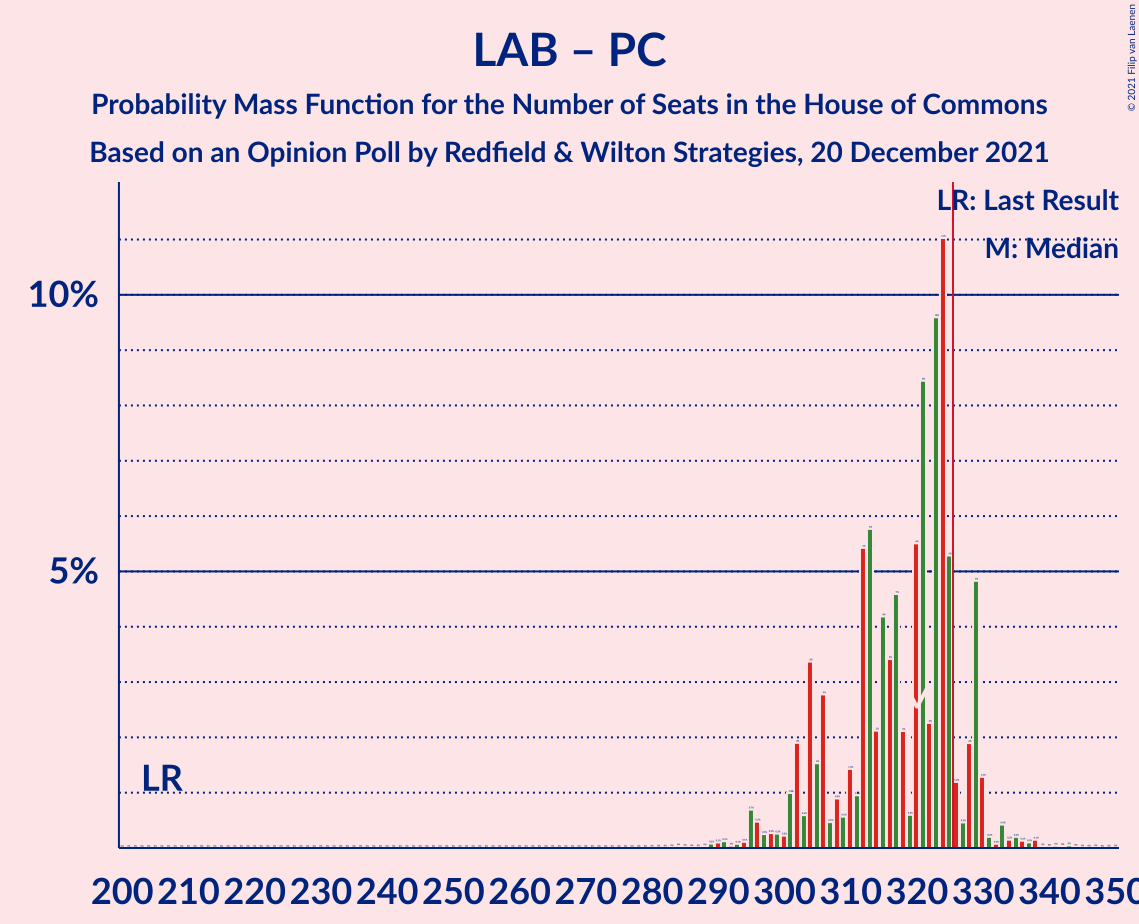 LAB – PC
Probability Mass Function for the Number of Seats in the House of Commons
Based on an Opinion Poll by Redfield & Wilton Strategies, 20 December 2021
© 2021 Filip van Laenen
LR: Last Result
M: Median
10%
5%
LR
200 210 220 230 240 250 260 270 280 290 300 310 320 330 340 350